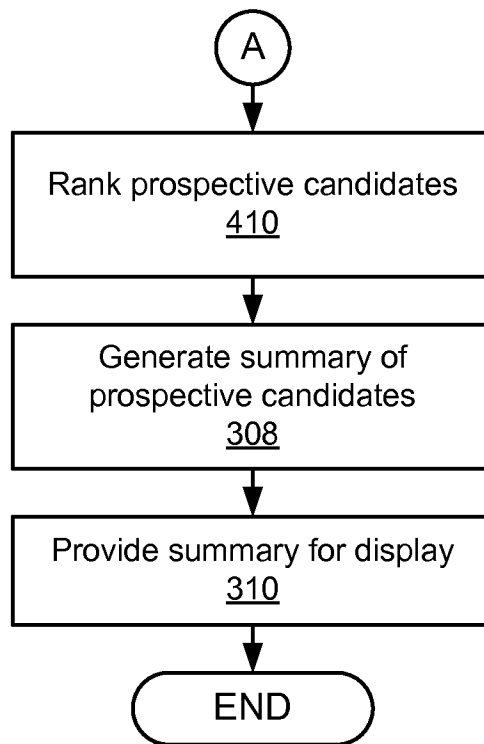 A
Rank prospective candidates
410
Generate summary of
prospective candidates
308
Provide summary for display
310
END